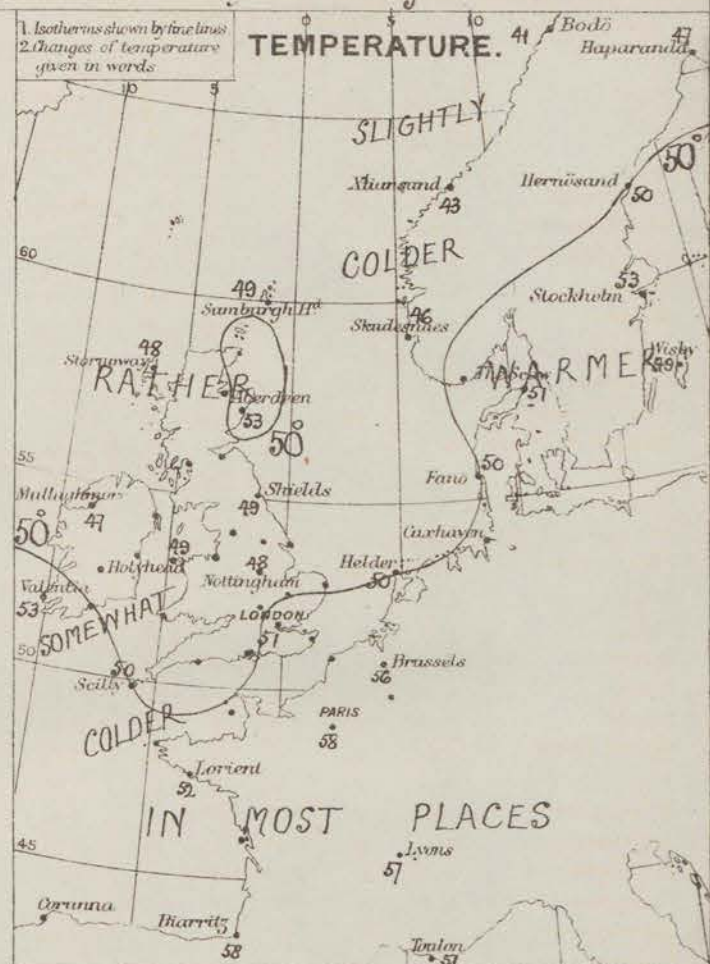 1. Isotherms shown by fine lines
2. Changes of temperature
given in words
TEMPERATURE.
0
10
10
5
41
Bodö
47
Haparanda
SLIGHTLY
50°
Xtiansund
43
Hernösand
50
60
COLDER
49
Sumburgh Hd
53
Stockholm
46
Skudesnaes
48
Stornoway
RATHER
WARMER
Wisby
Aberdeen
53
51
50°
55
Fanö
50
Mullaghmore
47
Shields
49
50°
Cuxhaven
49
Holyhead
48
Nottingham
Helder
50
Valentia
53
SOMEWHAT
LONDON
51
50
50
Scilly
Brussels
56
COLDER
PARIS
58
Lorient
52
IN MOST PLACES
45
Lyons
57
Corunna
Biarritz
58
Toulon
57